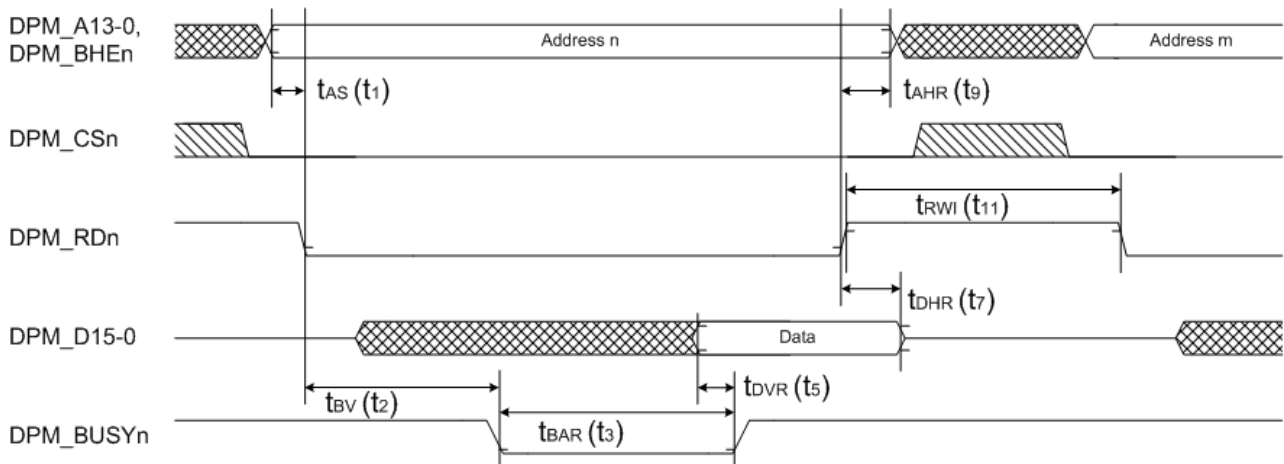 DPM_A13-0,
DPM_BHEn
Address n
Address m
tAS (t1)
tAHR (t9)
DPM_CSn
tRWI (t11)
DPM_RDn
tDHR (t7)
DPM_D15-0
Data
tBV (t2)
tDVR (t5)
tBAR (t3)
DPM_BUSYn